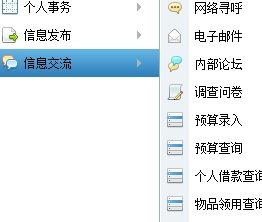 个人事务
信息发布
信息交流
网络寻呼
电子邮件
内部论坛
调查问卷
预算录入
预算查询
个人借款查询
物品领用查询